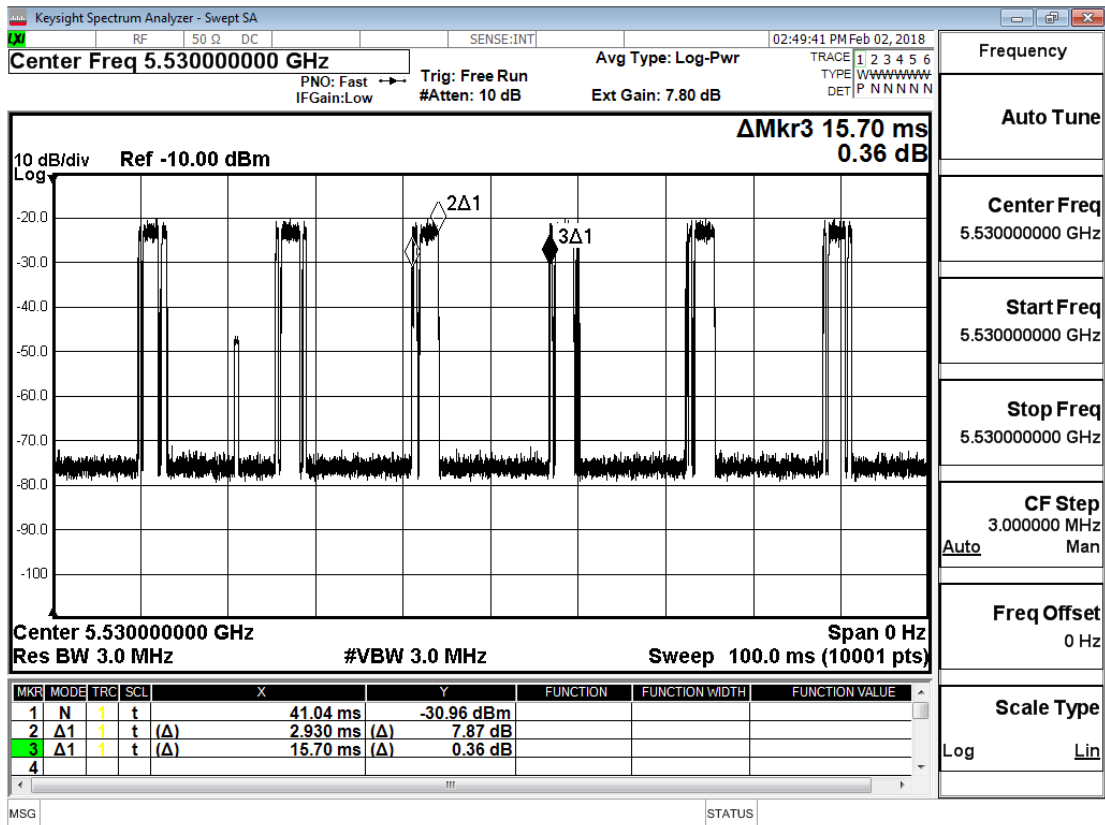 Keysight Spectrum Analyzer - Swept SA
LXI RF 50 Ω DC SENSE:INT 02:49:41 PM Feb 02, 2018
Center Freq 5.530000000 GHz
PNO: Fast
IFGain:Low
Trig: Free Run
#Atten: 10 dB
Avg Type: Log-Pwr
Ext Gain: 7.80 dB
TRACE 1 2 3 4 5 6
TYPE WWWWWW
DET P N N N N N
ΔMkr3 15.70 ms
0.36 dB
10 dB/div Ref -10.00 dBm
Log
-20.0
-30.0
-40.0
-50.0
-60.0
-70.0
-80.0
-90.0
-100
2Δ1
3Δ1
Center 5.530000000 GHz Span 0 Hz
Res BW 3.0 MHz #VBW 3.0 MHz Sweep 100.0 ms (10001 pts)
MKR MODE TRC SCL X Y FUNCTION FUNCTION WIDTH FUNCTION VALUE
1 N 1 t 41.04 ms -30.96 dBm
2 Δ1 1 t (Δ) 2.930 ms (Δ) 7.87 dB
3 Δ1 1 t (Δ) 15.70 ms (Δ) 0.36 dB
4
MSG STATUS
Frequency
Auto Tune
Center Freq
5.530000000 GHz
Start Freq
5.530000000 GHz
Stop Freq
5.530000000 GHz
CF Step
3.000000 MHz
Auto Man
Freq Offset
0 Hz
Scale Type
Log Lin